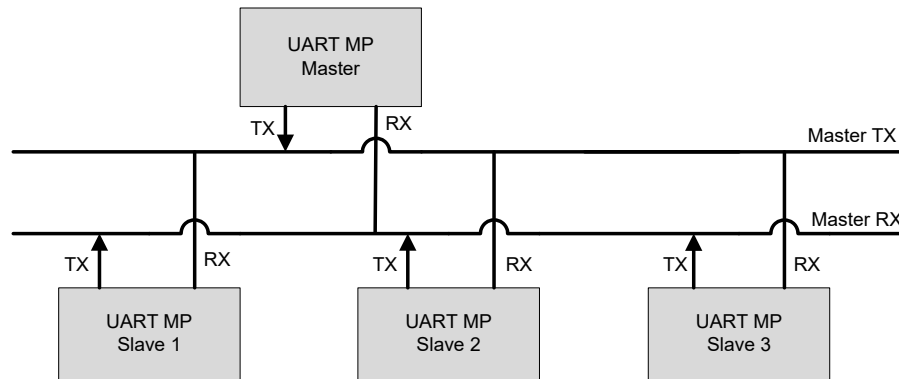 UART MP
Master
TX
RX
Master TX
Master RX
TX
RX
TX
RX
TX
RX
UART MP
Slave 1
UART MP
Slave 2
UART MP
Slave 3